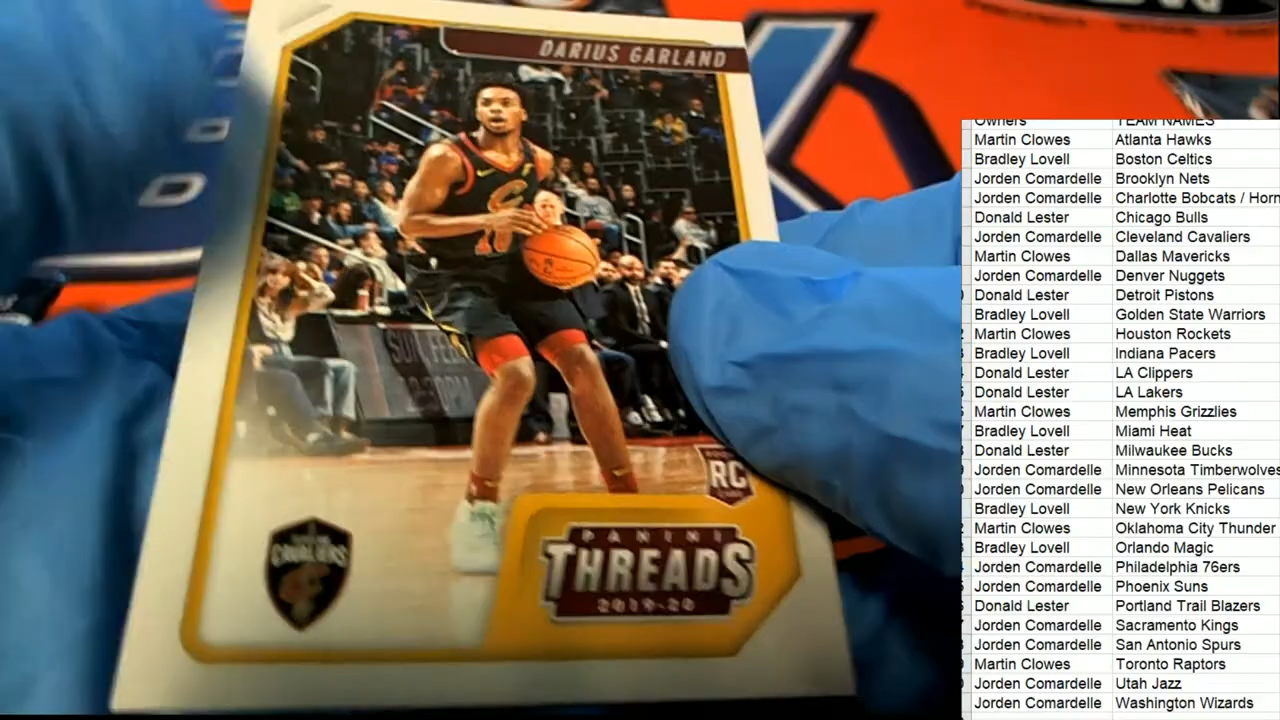 DARIUS GARLAND
RC
CAVALIERS
PANINI
THREADS
2019-20
Owners TEAM NAMES
Martin Clowes Atlanta Hawks
Bradley Lovell Boston Celtics
Jorden Comardelle Brooklyn Nets
Jorden Comardelle Charlotte Bobcats / Horn
Donald Lester Chicago Bulls
Jorden Comardelle Cleveland Cavaliers
Martin Clowes Dallas Mavericks
Jorden Comardelle Denver Nuggets
Donald Lester Detroit Pistons
Bradley Lovell Golden State Warriors
Martin Clowes Houston Rockets
Bradley Lovell Indiana Pacers
Donald Lester LA Clippers
Donald Lester LA Lakers
Martin Clowes Memphis Grizzlies
Bradley Lovell Miami Heat
Donald Lester Milwaukee Bucks
Jorden Comardelle Minnesota Timberwolves
Jorden Comardelle New Orleans Pelicans
Bradley Lovell New York Knicks
Martin Clowes Oklahoma City Thunder
Bradley Lovell Orlando Magic
Jorden Comardelle Philadelphia 76ers
Jorden Comardelle Phoenix Suns
Donald Lester Portland Trail Blazers
Jorden Comardelle Sacramento Kings
Jorden Comardelle San Antonio Spurs
Martin Clowes Toronto Raptors
Jorden Comardelle Utah Jazz
Jorden Comardelle Washington Wizards